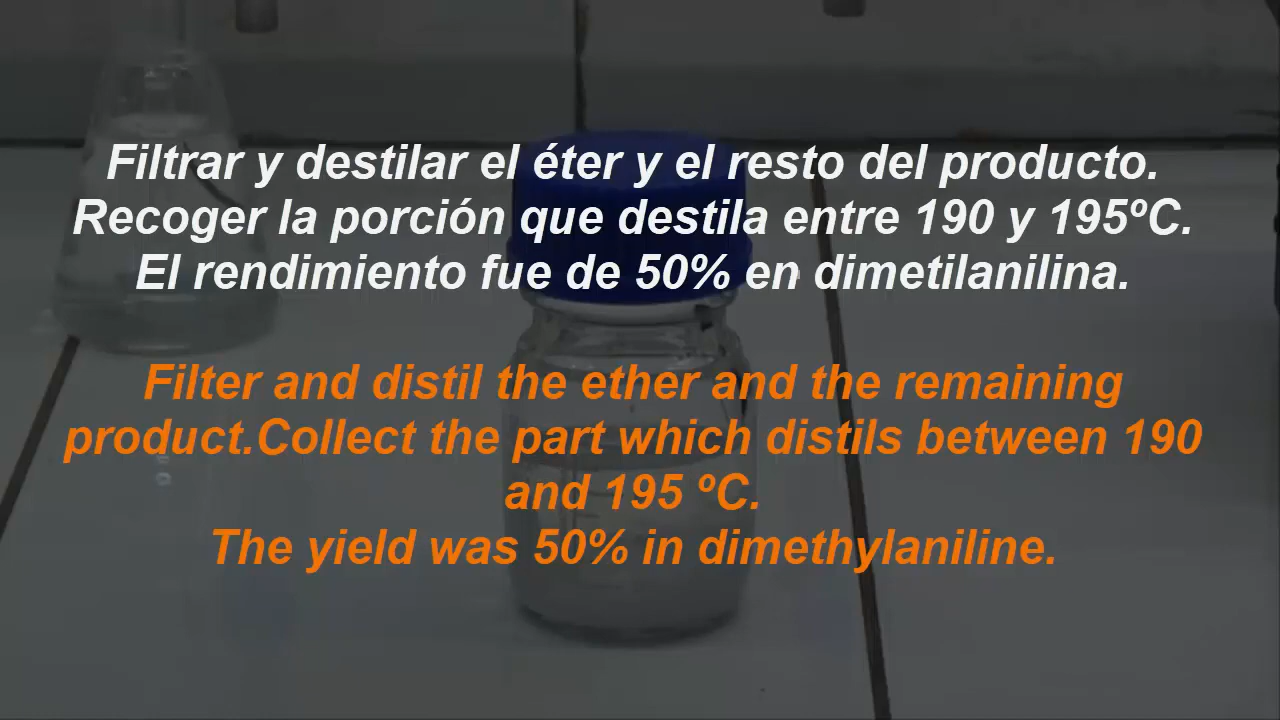 Filtrar y destilar el éter y el resto del producto.
Recoger la porción que destila entre 190 y 195ºC.
El rendimiento fue de 50% en dimetilanilina.
Filter and distil the ether and the remaining
product.Collect the part which distils between 190
and 195 ºC.
The yield was 50% in dimethylaniline.